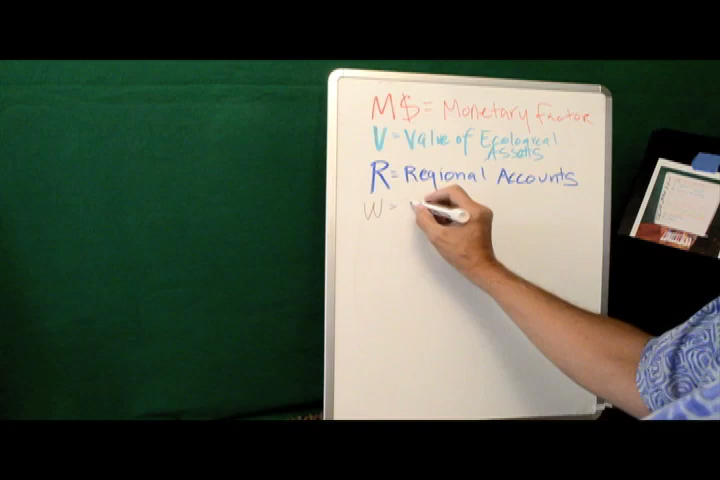 M$ = Monetary Factor
V = Value of Ecological
Assets
R = Regional Accounts
W =